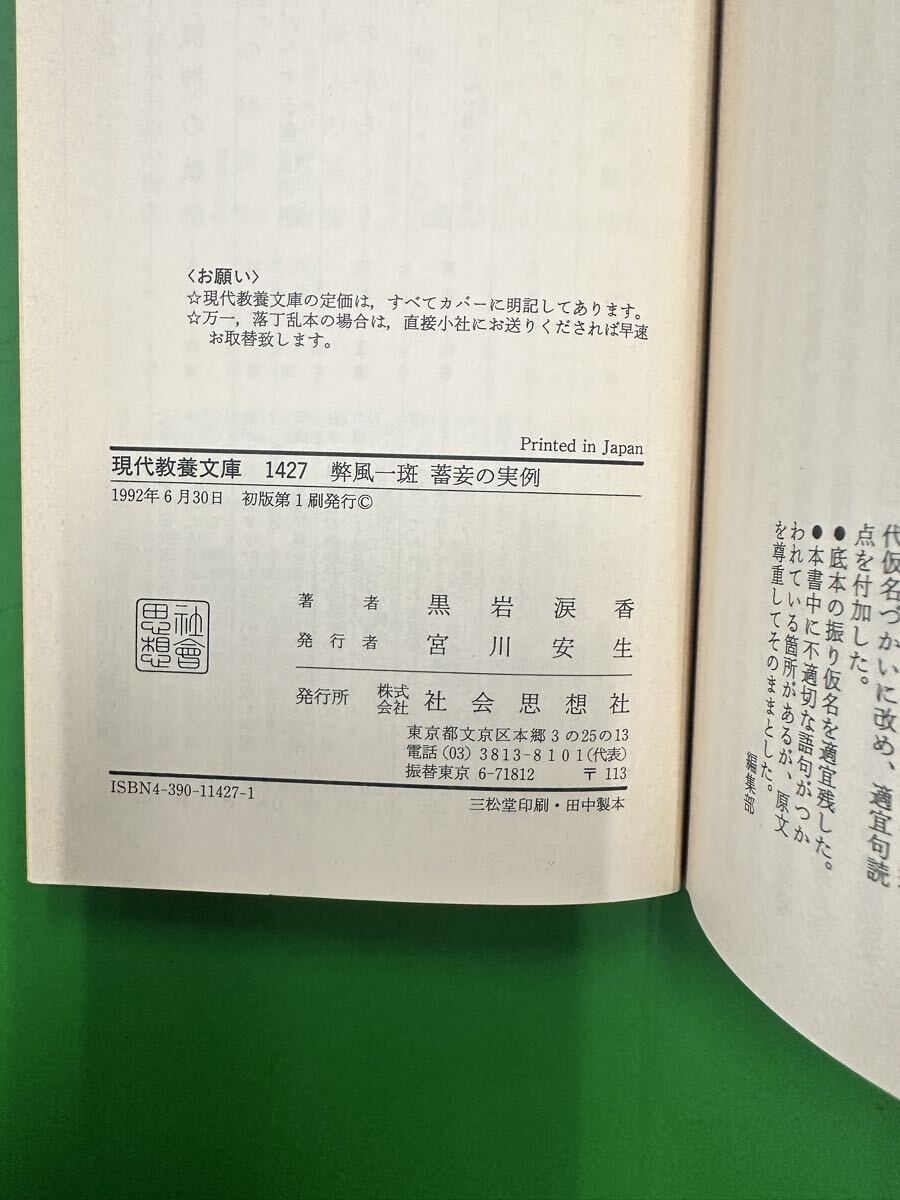 〈お願い〉
☆現代教養文庫の定価は，すべてカバーに明記してあります。
☆万一，落丁乱本の場合は，直接小社にお送りくだされば早速
お取替致します。
Printed in Japan
現代教養文庫 1427 弊風一斑 蓄妾の実例
1992年6月30日 初版第1刷発行©
著者 黒岩涙香
発行者 宮川安生
発行所 株式会社 社会思想社
東京都文京区本郷3の25の13
電話(03) 3813-8101(代表)
振替東京 6-71812 〒113
ISBN4-390-11427-1
三松堂印刷・田中製本
社會
思想
代仮名づかいに改め、適宜句読
点を付加した。
●底本の振り仮名を適宜残した。
●本書中に不適切な語句がつか
われている箇所があるが、原文
を尊重してそのままとした。
編集部